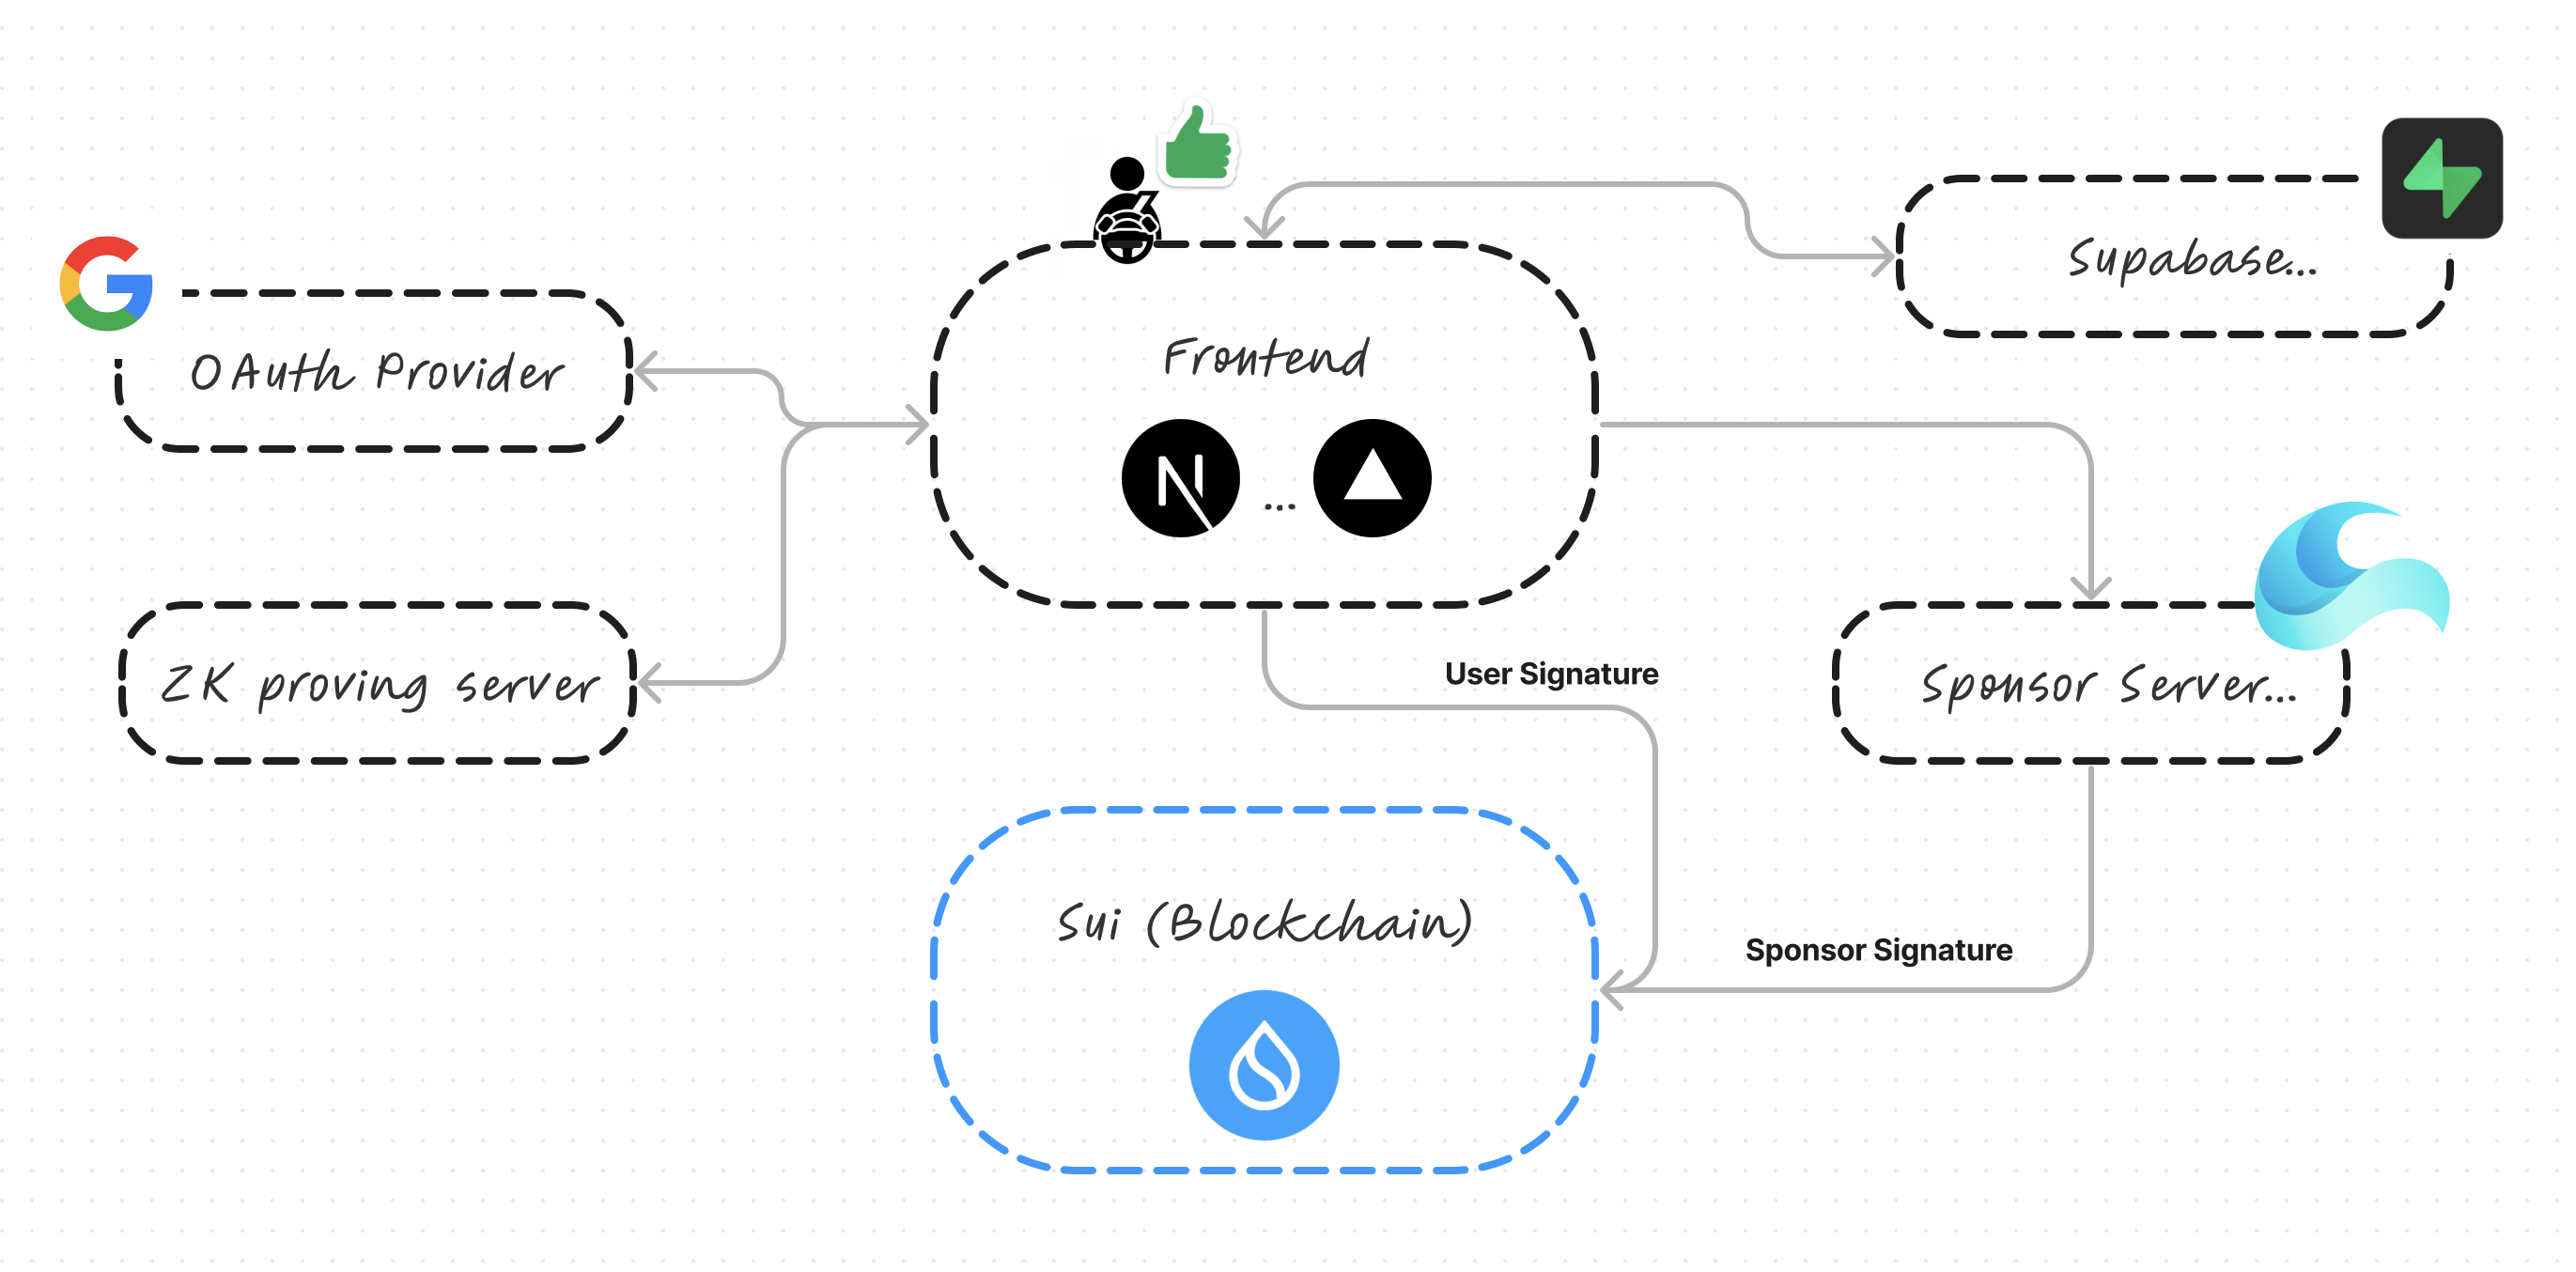 Supabase...
Frontend
OAuth Provider
N
...
User Signature
ZK proving server
Sponsor Server...
Sui (Blockchain)
Sponsor Signature